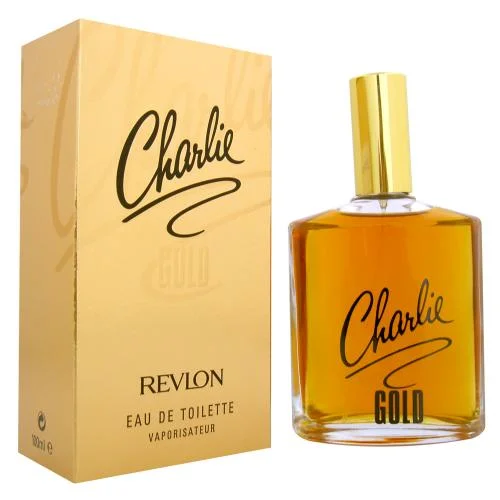 Charlie
GOLD
REVLON
EAU DE TOILETTE
VAPORISATEUR
100ml e
Charlie
GOLD